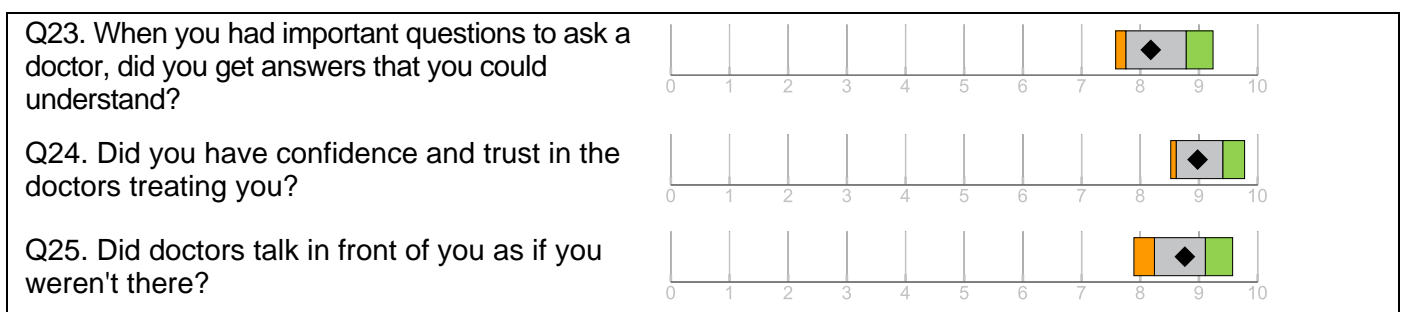 Q23. When you had important questions to ask a
doctor, did you get answers that you could
understand?
0 1 2 3 4 5 6 7 8 9 10
Q24. Did you have confidence and trust in the
doctors treating you?
0 1 2 3 4 5 6 7 8 9 10
Q25. Did doctors talk in front of you as if you
weren't there?
0 1 2 3 4 5 6 7 8 9 10